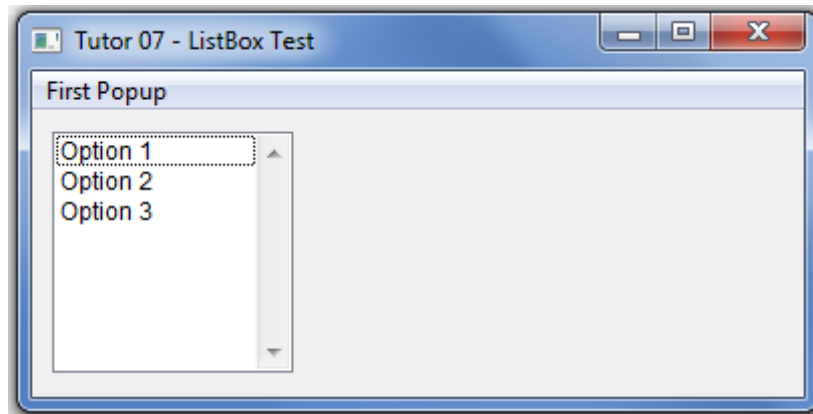 Tutor 07 - ListBox Test
First Popup
Option 1
Option 2
Option 3